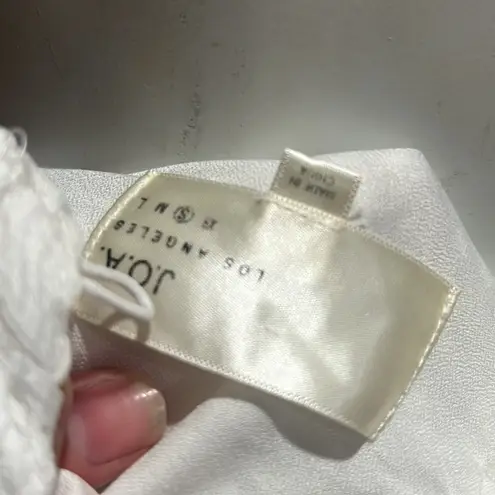 J.O.A.
LOS ANGELES
XS S M L
MADE IN
CHINA